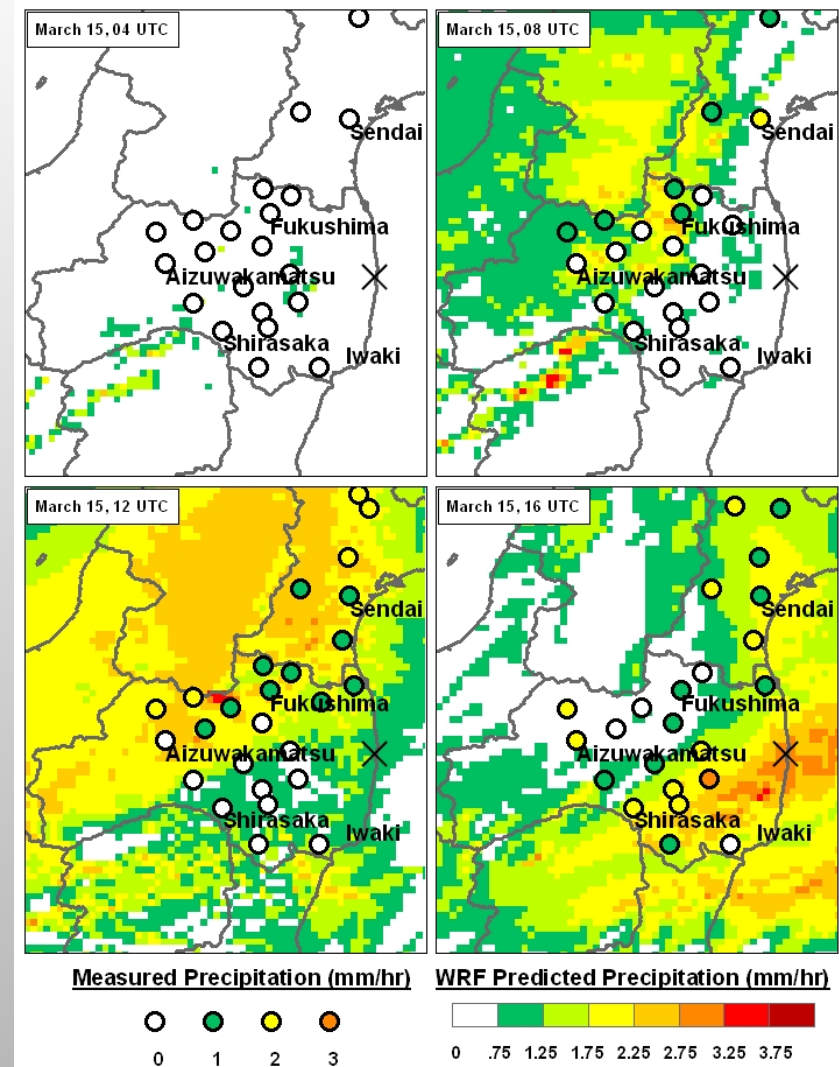 March 15, 04 UTC
Sendai
Fukushima
Aizuwakamatsu
Shirasaka
Iwaki
March 15, 08 UTC
Sendai
Fukushima
Aizuwakamatsu
Shirasaka
Iwaki
March 15, 12 UTC
Sendai
Fukushima
Aizuwakamatsu
Shirasaka
Iwaki
March 15, 16 UTC
Sendai
Fukushima
Aizuwakamatsu
Shirasaka
Iwaki
Measured Precipitation (mm/hr)
0 1 2 3
WRF Predicted Precipitation (mm/hr)
0 .75 1.25 1.75 2.25 2.75 3.25 3.75